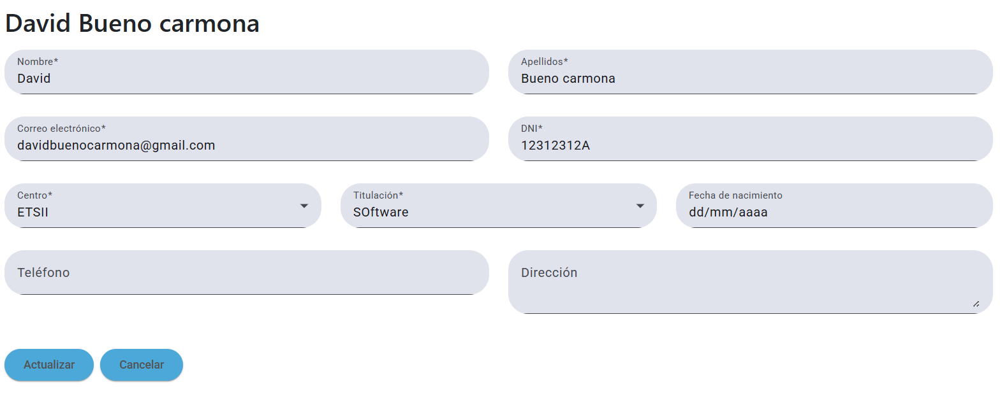 David Bueno carmona
Nombre*
David
Apellidos*
Bueno carmona
Correo electrónico*
davidbuenocarmona@gmail.com
DNI*
12312312A
Centro*
ETSII
Titulación*
SOftware
Fecha de nacimiento
dd/mm/aaaa
Teléfono
Dirección
Actualizar
Cancelar